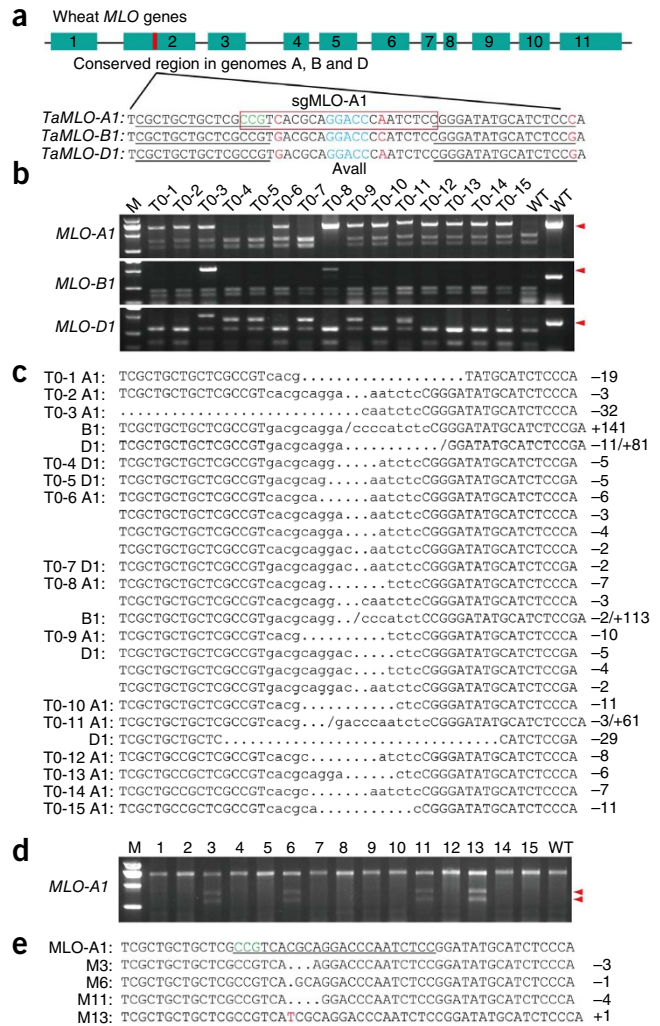 a
Wheat MLO genes
1 2 3 4 5 6 7 8 9 10 11
Conserved region in genomes A, B and D
sgMLO-A1
TaMLO-A1: TCGCTGCTGCTCGCCGTCACGCAGGACCCAATCTCCGGGATATGCATCTCCCA
TaMLO-B1: TCGCTGCTGCTCGCCGTGACGCAGGACCCCATCTCCGGGATATGCATCTCCGA
TaMLO-D1: TCGCTGCTGCTCGCCGTGACGCAGGACCCAATCTCCGGGATATGCATCTCCGA
AvaII
b
M T0-1 T0-2 T0-3 T0-4 T0-5 T0-6 T0-7 T0-8 T0-9 T0-10 T0-11 T0-12 T0-13 T0-14 T0-15 WT WT
MLO-A1
MLO-B1
MLO-D1
c
T0-1 A1: TCGCTGCTGCTCGCCGTcacg...................TATGCATCTCCCA –19
T0-2 A1: TCGCTGCTGCTCGCCGTcacgcagga...aatctccGGGATATGCATCTCCCA –3
T0-3 A1: ................................caatctccGGGATATGCATCTCCCA –32
B1: TCGCTGCTGCTCGCCGTgacgcagga/ccccatctccGGGATATGCATCTCCGA +141
D1: TCGCTGCTGCTCGCCGTgacgcagga.........../GGATATGCATCTCCGA –11/+81
T0-4 D1: TCGCTGCTGCTCGCCGTgacgcagg.....atctccGGGATATGCATCTCCGA –5
T0-5 D1: TCGCTGCTGCTCGCCGTgacgcag.....aatctccGGGATATGCATCTCCGA –5
T0-6 A1: TCGCTGCTGCTCGCCGTcacgca......aatctccGGGATATGCATCTCCCA –6
TCGCTGCTGCTCGCCGTcacgcagga...aatctccGGGATATGCATCTCCCA –3
TCGCTGCTGCTCGCCGTcacgcagga....atctccGGGATATGCATCTCCCA –4
TCGCTGCTGCTCGCCGTcacgcaggac..aatctccGGGATATGCATCTCCCA –2
T0-7 D1: TCGCTGCTGCTCGCCGTgacgcaggac..aatctccGGGATATGCATCTCCGA –2
T0-8 A1: TCGCTGCTGCTCGCCGTcacgcag.......tctccGGGATATGCATCTCCCA –7
TCGCTGCTGCTCGCCGTcacgcagg...caatctccGGGATATGCATCTCCCA –3
B1: TCGCTGCTGCTCGCCGTgacgcagg../cccatctccGGGATATGCATCTCCGA –2/+113
T0-9 A1: TCGCTGCTGCTCGCCGTcacg..........tctccGGGATATGCATCTCCCA –10
D1: TCGCTGCTGCTCGCCGTgacgcagga.....tctccGGGATATGCATCTCCGA –5
TCGCTGCTGCTCGCCGTgacgcaggac....tctccGGGATATGCATCTCCGA –4
TCGCTGCTGCTCGCCGTgacgcaggac..aatctccGGGATATGCATCTCCGA –2
T0-10 A1: TCGCTGCTGCTCGCCGTcacg...........ctccGGGATATGCATCTCCCA –11
T0-11 A1: TCGCTGCTGCTCGCCGTcacg.../gacccaatctccGGGATATGCATCTCCCA –3/+61
D1: TCGCTGCTGCTC.............................CATCTCCGA –29
T0-12 A1: TCGCTGCCGCTCGCCGTcacgc........atctccGGGATATGCATCTCCCA –8
T0-13 A1: TCGCTGCTGCTCGCCGTcacgcagga......ctccGGGATATGCATCTCCCA –6
T0-14 A1: TCGCTGCCGCTCGCCGTcacgc.......aatctccGGGATATGCATCTCCCA –7
T0-15 A1: TCGCTGCTGCTCGCCGTcacgca...........cCGGGATATGCATCTCCCA –11
d
M 1 2 3 4 5 6 7 8 9 10 11 12 13 14 15 WT
MLO-A1
e
MLO-A1: TCGCTGCTGCTCGCCGTCACGCAGGACCCAATCTCCGGATATGCATCTCCCA
M3: TCGCTGCTGCTCGCCGTCA...AGGACCCAATCTCCGGATATGCATCTCCCA –3
M6: TCGCTGCTGCTCGCCGTCA.GCAGGACCCAATCTCCGGATATGCATCTCCCA –1
M11: TCGCTGCTGCTCGCCGTCA....GGACCCAATCTCCGGATATGCATCTCCCA –4
M13: TCGCTGCTGCTCGCCGTCATCGCAGGACCCAATCTCCGGATATGCATCTCCCA +1